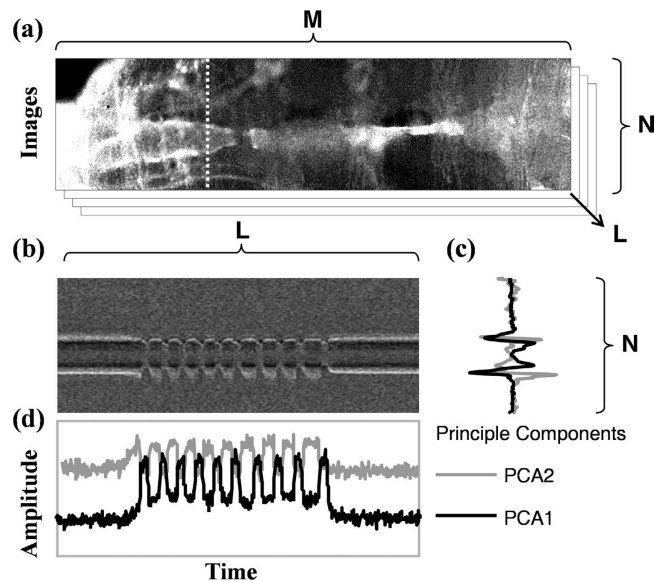 (a)
M
Images
N
L
(b)
L
(c)
N
(d)
Amplitude
Time
Principle Components
PCA2
PCA1